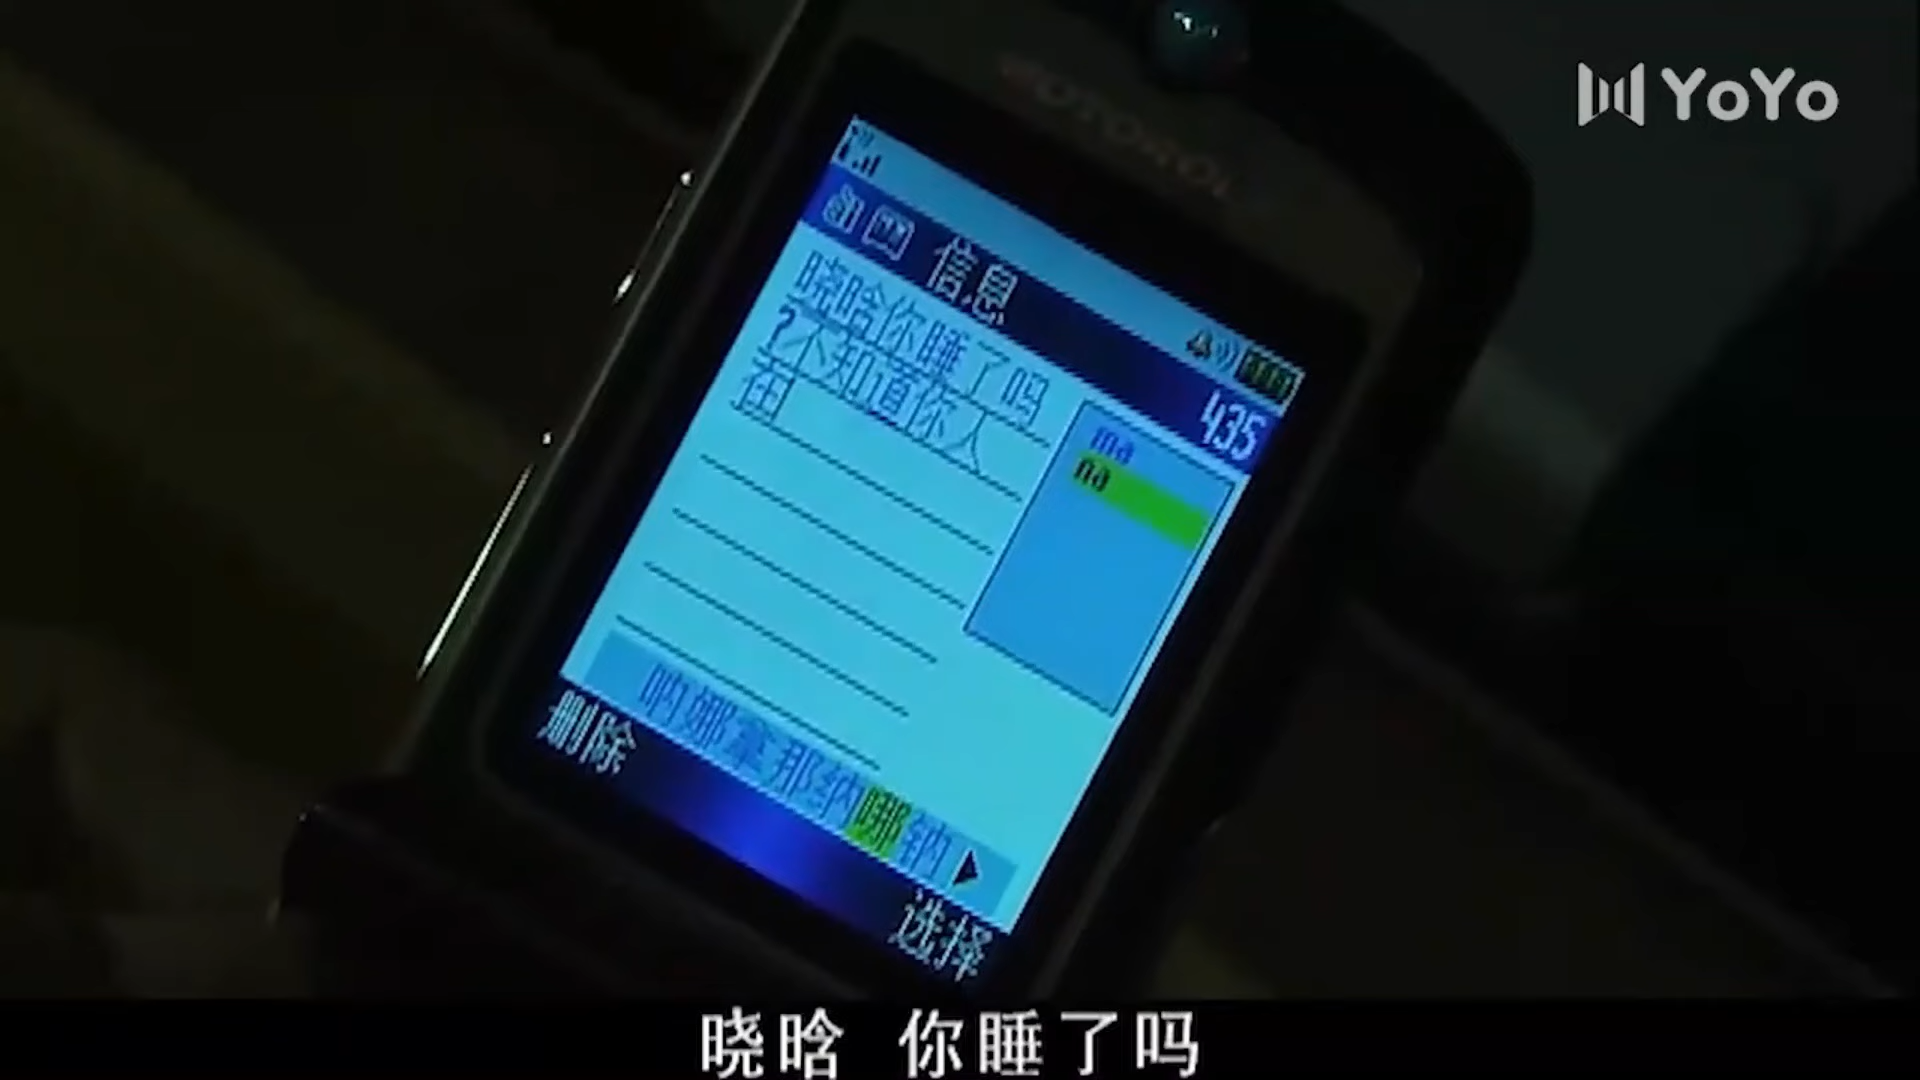 YoYo
MOTOROLA
信息
435
晓晗你睡了吗
?不知道你人
在
ma
na
呐娜拿那纳哪钠
删除
选择
晓晗 你睡了吗